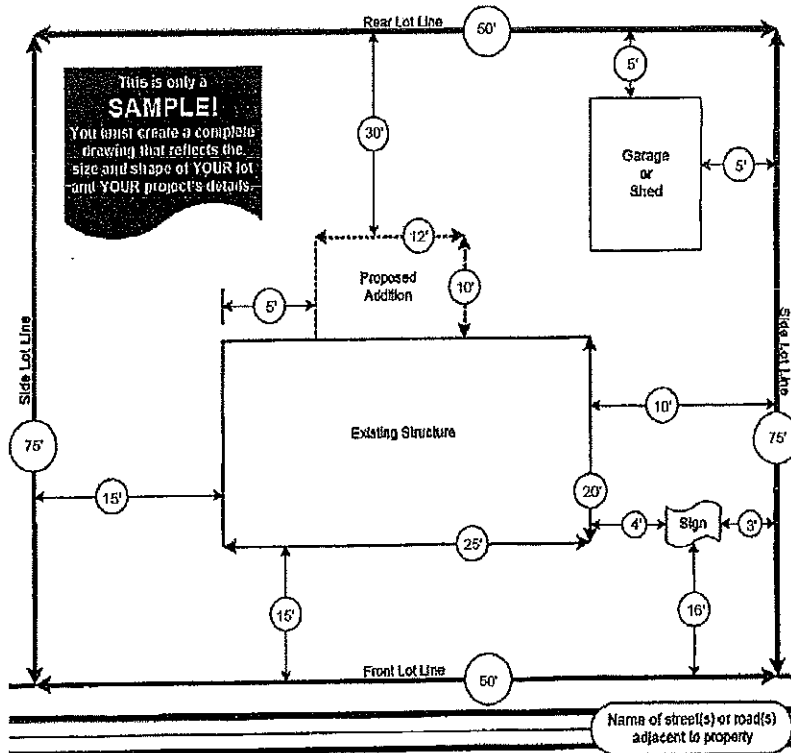 Rear Lot Line
50'
This is only a
SAMPLE!
You must create a complete
drawing that reflects the
size and shape of YOUR lot
and YOUR project's details.
30'
5'
Garage
or
Shed
5'
12'
Proposed
Addition
10'
5'
Side Lot Line
Side Lot Line
75'
Existing Structure
10'
75'
15'
20'
4'
Sign
3'
25'
15'
16'
Front Lot Line
50'
Name of street(s) or road(s)
adjacent to property